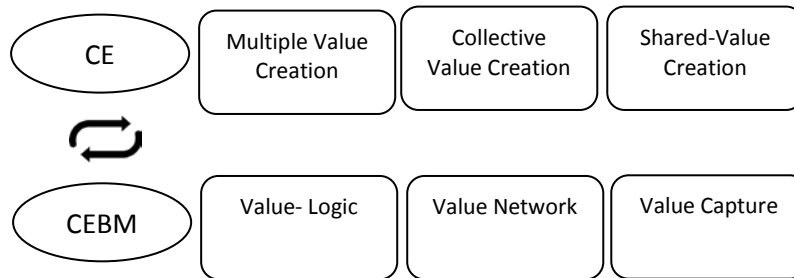 CE
Multiple Value
Creation
Collective
Value Creation
Shared-Value
Creation
CEBM
Value- Logic
Value Network
Value Capture